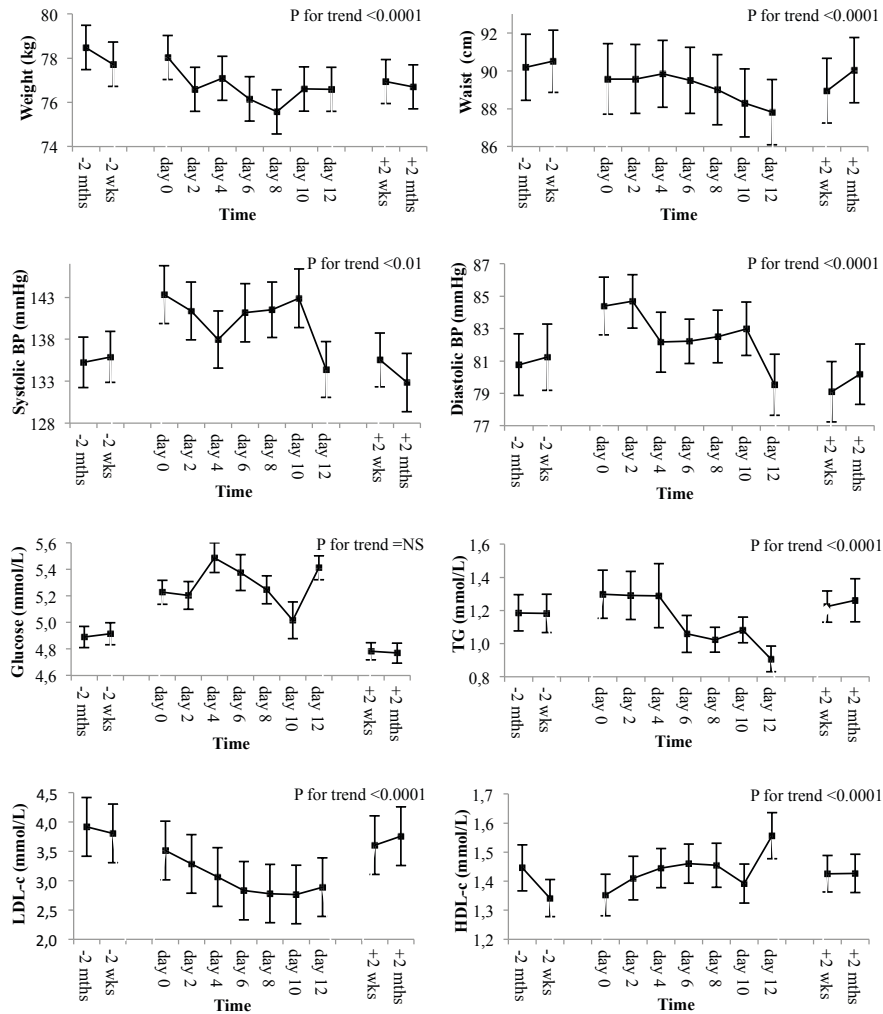 P for trend <0.0001
Weight (kg)
80
78
76
74
-2 mths
-2 wks
day 0
day 2
day 4
day 6
day 8
day 10
day 12
+2 wks
+2 mths
Time
P for trend <0.0001
Waist (cm)
92
90
88
86
-2 mths
-2 wks
day 0
day 2
day 4
day 6
day 8
day 10
day 12
+2 wks
+2 mths
Time
P for trend <0.01
Systolic BP (mmHg)
143
138
133
128
-2 mths
-2 wks
day 0
day 2
day 4
day 6
day 8
day 10
day 12
+2 wks
+2 mths
Time
P for trend <0.0001
Diastolic BP (mmHg)
87
85
83
81
79
77
-2 mths
-2 wks
day 0
day 2
day 4
day 6
day 8
day 10
day 12
+2 wks
+2 mths
Time
P for trend =NS
Glucose (mmol/L)
5,6
5,4
5,2
5,0
4,8
4,6
-2 mths
-2 wks
day 0
day 2
day 4
day 6
day 8
day 10
day 12
+2 wks
+2 mths
Time
P for trend <0.0001
TG (mmol/L)
1,6
1,4
1,2
1,0
0,8
-2 mths
-2 wks
day 0
day 2
day 4
day 6
day 8
day 10
day 12
+2 wks
+2 mths
Time
P for trend <0.0001
LDL-c (mmol/L)
4,5
4,0
3,5
3,0
2,5
2,0
-2 mths
-2 wks
day 0
day 2
day 4
day 6
day 8
day 10
day 12
+2 wks
+2 mths
Time
P for trend <0.0001
HDL-c (mmol/L)
1,7
1,6
1,5
1,4
1,3
1,2
-2 mths
-2 wks
day 0
day 2
day 4
day 6
day 8
day 10
day 12
+2 wks
+2 mths
Time